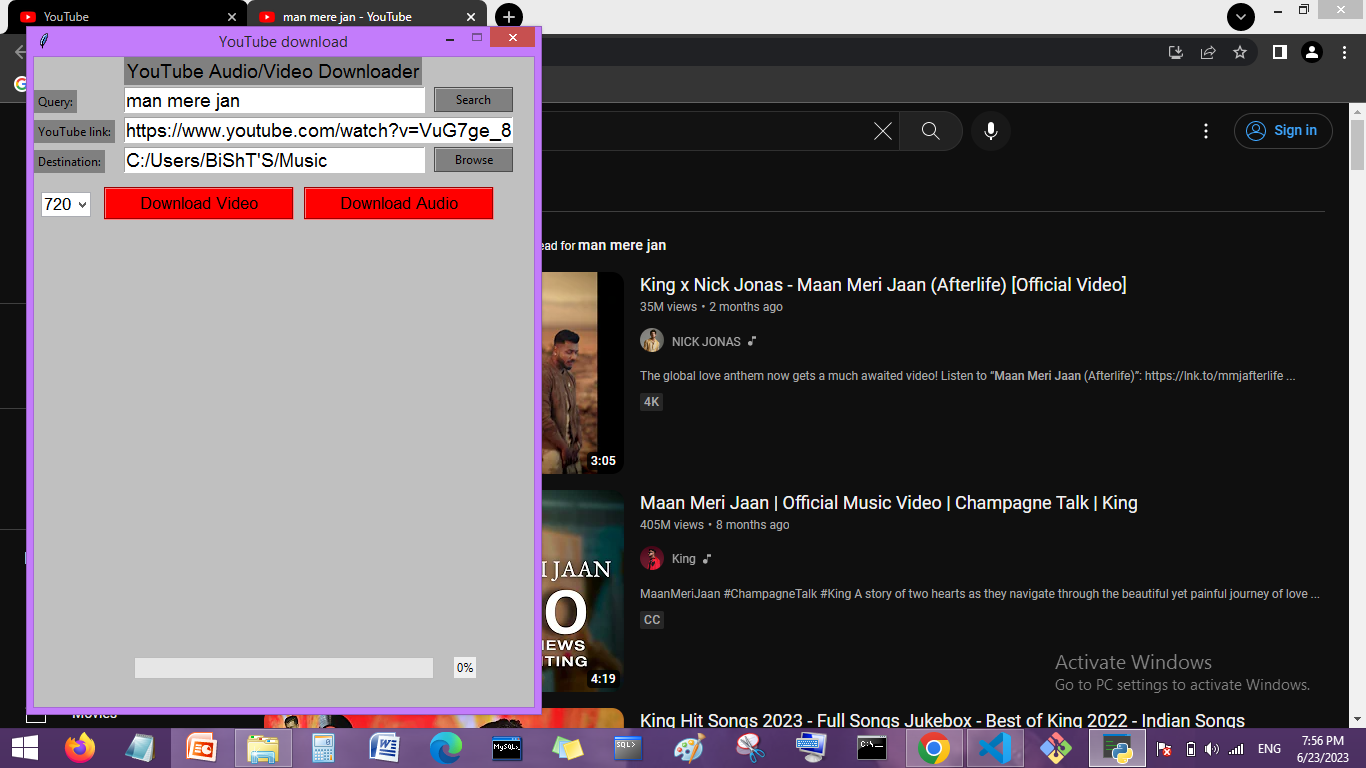 YouTube
man mere jan - YouTube
YouTube download
YouTube Audio/Video Downloader
Query:
man mere jan
Search
YouTube link:
https://www.youtube.com/watch?v=VuG7ge_8
Destination:
C:/Users/BiShT'S/Music
Browse
720
Download Video
Download Audio
0%
Sign in
ead for man mere jan
King x Nick Jonas - Maan Meri Jaan (Afterlife) [Official Video]
35M views • 2 months ago
NICK JONAS
The global love anthem now gets a much awaited video! Listen to “Maan Meri Jaan (Afterlife)”: https://lnk.to/mmjafterlife ...
4K
3:05
Maan Meri Jaan | Official Music Video | Champagne Talk | King
405M views • 8 months ago
King
MaanMeriJaan #ChampagneTalk #King A story of two hearts as they navigate through the beautiful yet painful journey of love ...
CC
I JAAN
O
IEWS
TING
4:19
Activate Windows
Go to PC settings to activate Windows.
Movies
King Hit Songs 2023 - Full Songs Jukebox - Best of King 2022 - Indian Songs
MySQL
SQL>
C:\
ENG
7:56 PM
6/23/2023